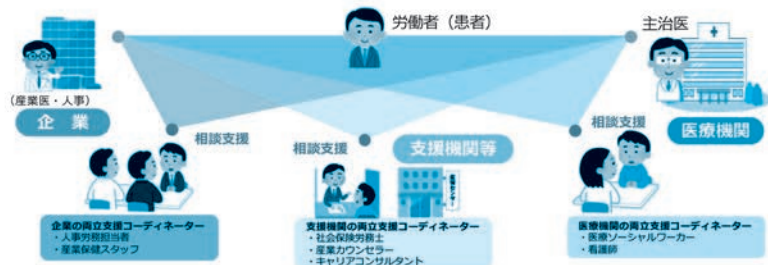 労働者（患者）
主治医
（産業医・人事）
企業
医療機関
相談支援
相談支援
支援機関等
相談支援
企業の両立支援コーディネーター
・人事労務担当者
・産業保健スタッフ
支援機関の両立支援コーディネーター
・社会保険労務士
・産業カウンセラー
・キャリアコンサルタント
医療機関の両立支援コーディネーター
・医療ソーシャルワーカー
・看護師